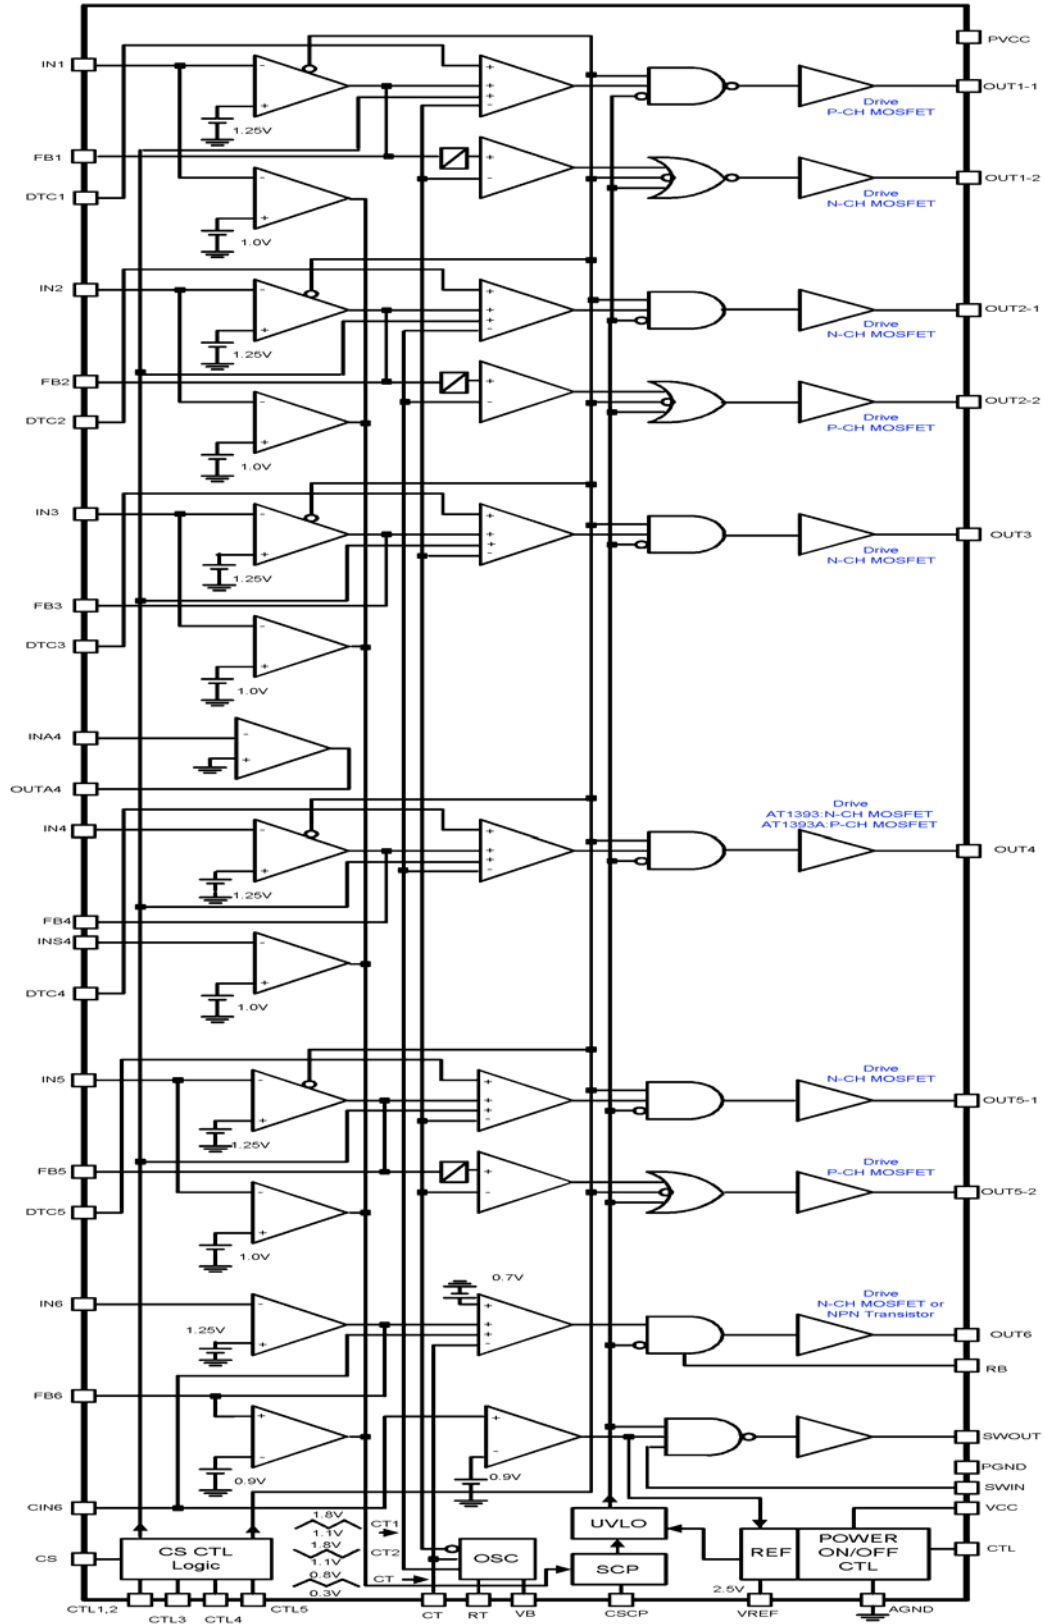 PVCC
IN1
OUT1-1
Drive
P-CH MOSFET
1.25V
FB1
DTC1
OUT1-2
Drive
N-CH MOSFET
1.0V
IN2
OUT2-1
Drive
N-CH MOSFET
1.25V
FB2
DTC2
OUT2-2
Drive
P-CH MOSFET
1.0V
IN3
OUT3
Drive
N-CH MOSFET
1.25V
FB3
DTC3
1.0V
INA4
OUTA4
Drive
AT1393:N-CH MOSFET
AT1393A:P-CH MOSFET
IN4
OUT4
1.25V
FB4
INS4
DTC4
1.0V
Drive
N-CH MOSFET
IN5
OUT5-1
1.25V
FB5
Drive
P-CH MOSFET
DTC5
OUT5-2
1.0V
0.7V
IN6
Drive
N-CH MOSFET or
NPN Transistor
1.25V
OUT6
RB
FB6
SWOUT
0.9V
0.9V
PGND
SWIN
CIN6
VCC
1.8V
1.1V
CT1
1.8V
1.1V
CT2
0.8V
0.3V
CT
CS
CS CTL
Logic
OSC
UVLO
SCP
REF
POWER
ON/OFF
CTL
CTL
2.5V
CTL1,2
CTL3
CTL4
CTL5
CT
RT
VB
CSCP
VREF
AGND